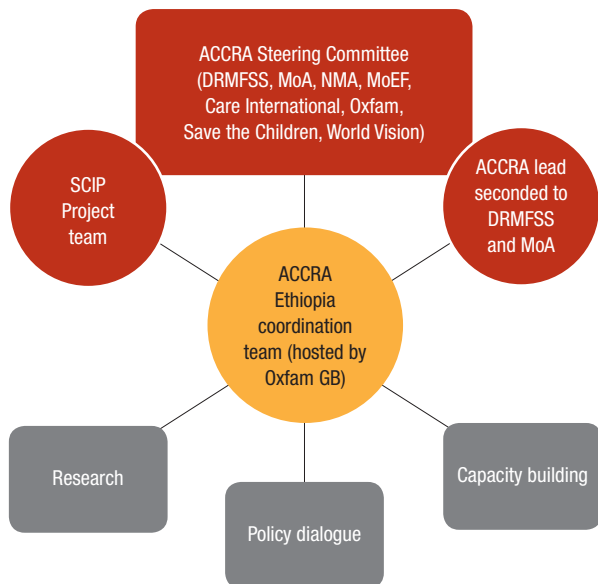 ACCRA Steering Committee
(DRMFSS, MoA, NMA, MoEF,
Care International, Oxfam,
Save the Children, World Vision)
SCIP
Project
team
ACCRA lead
seconded to
DRMFSS
and MoA
ACCRA
Ethiopia
coordination
team (hosted by
Oxfam GB)
Research
Policy dialogue
Capacity building